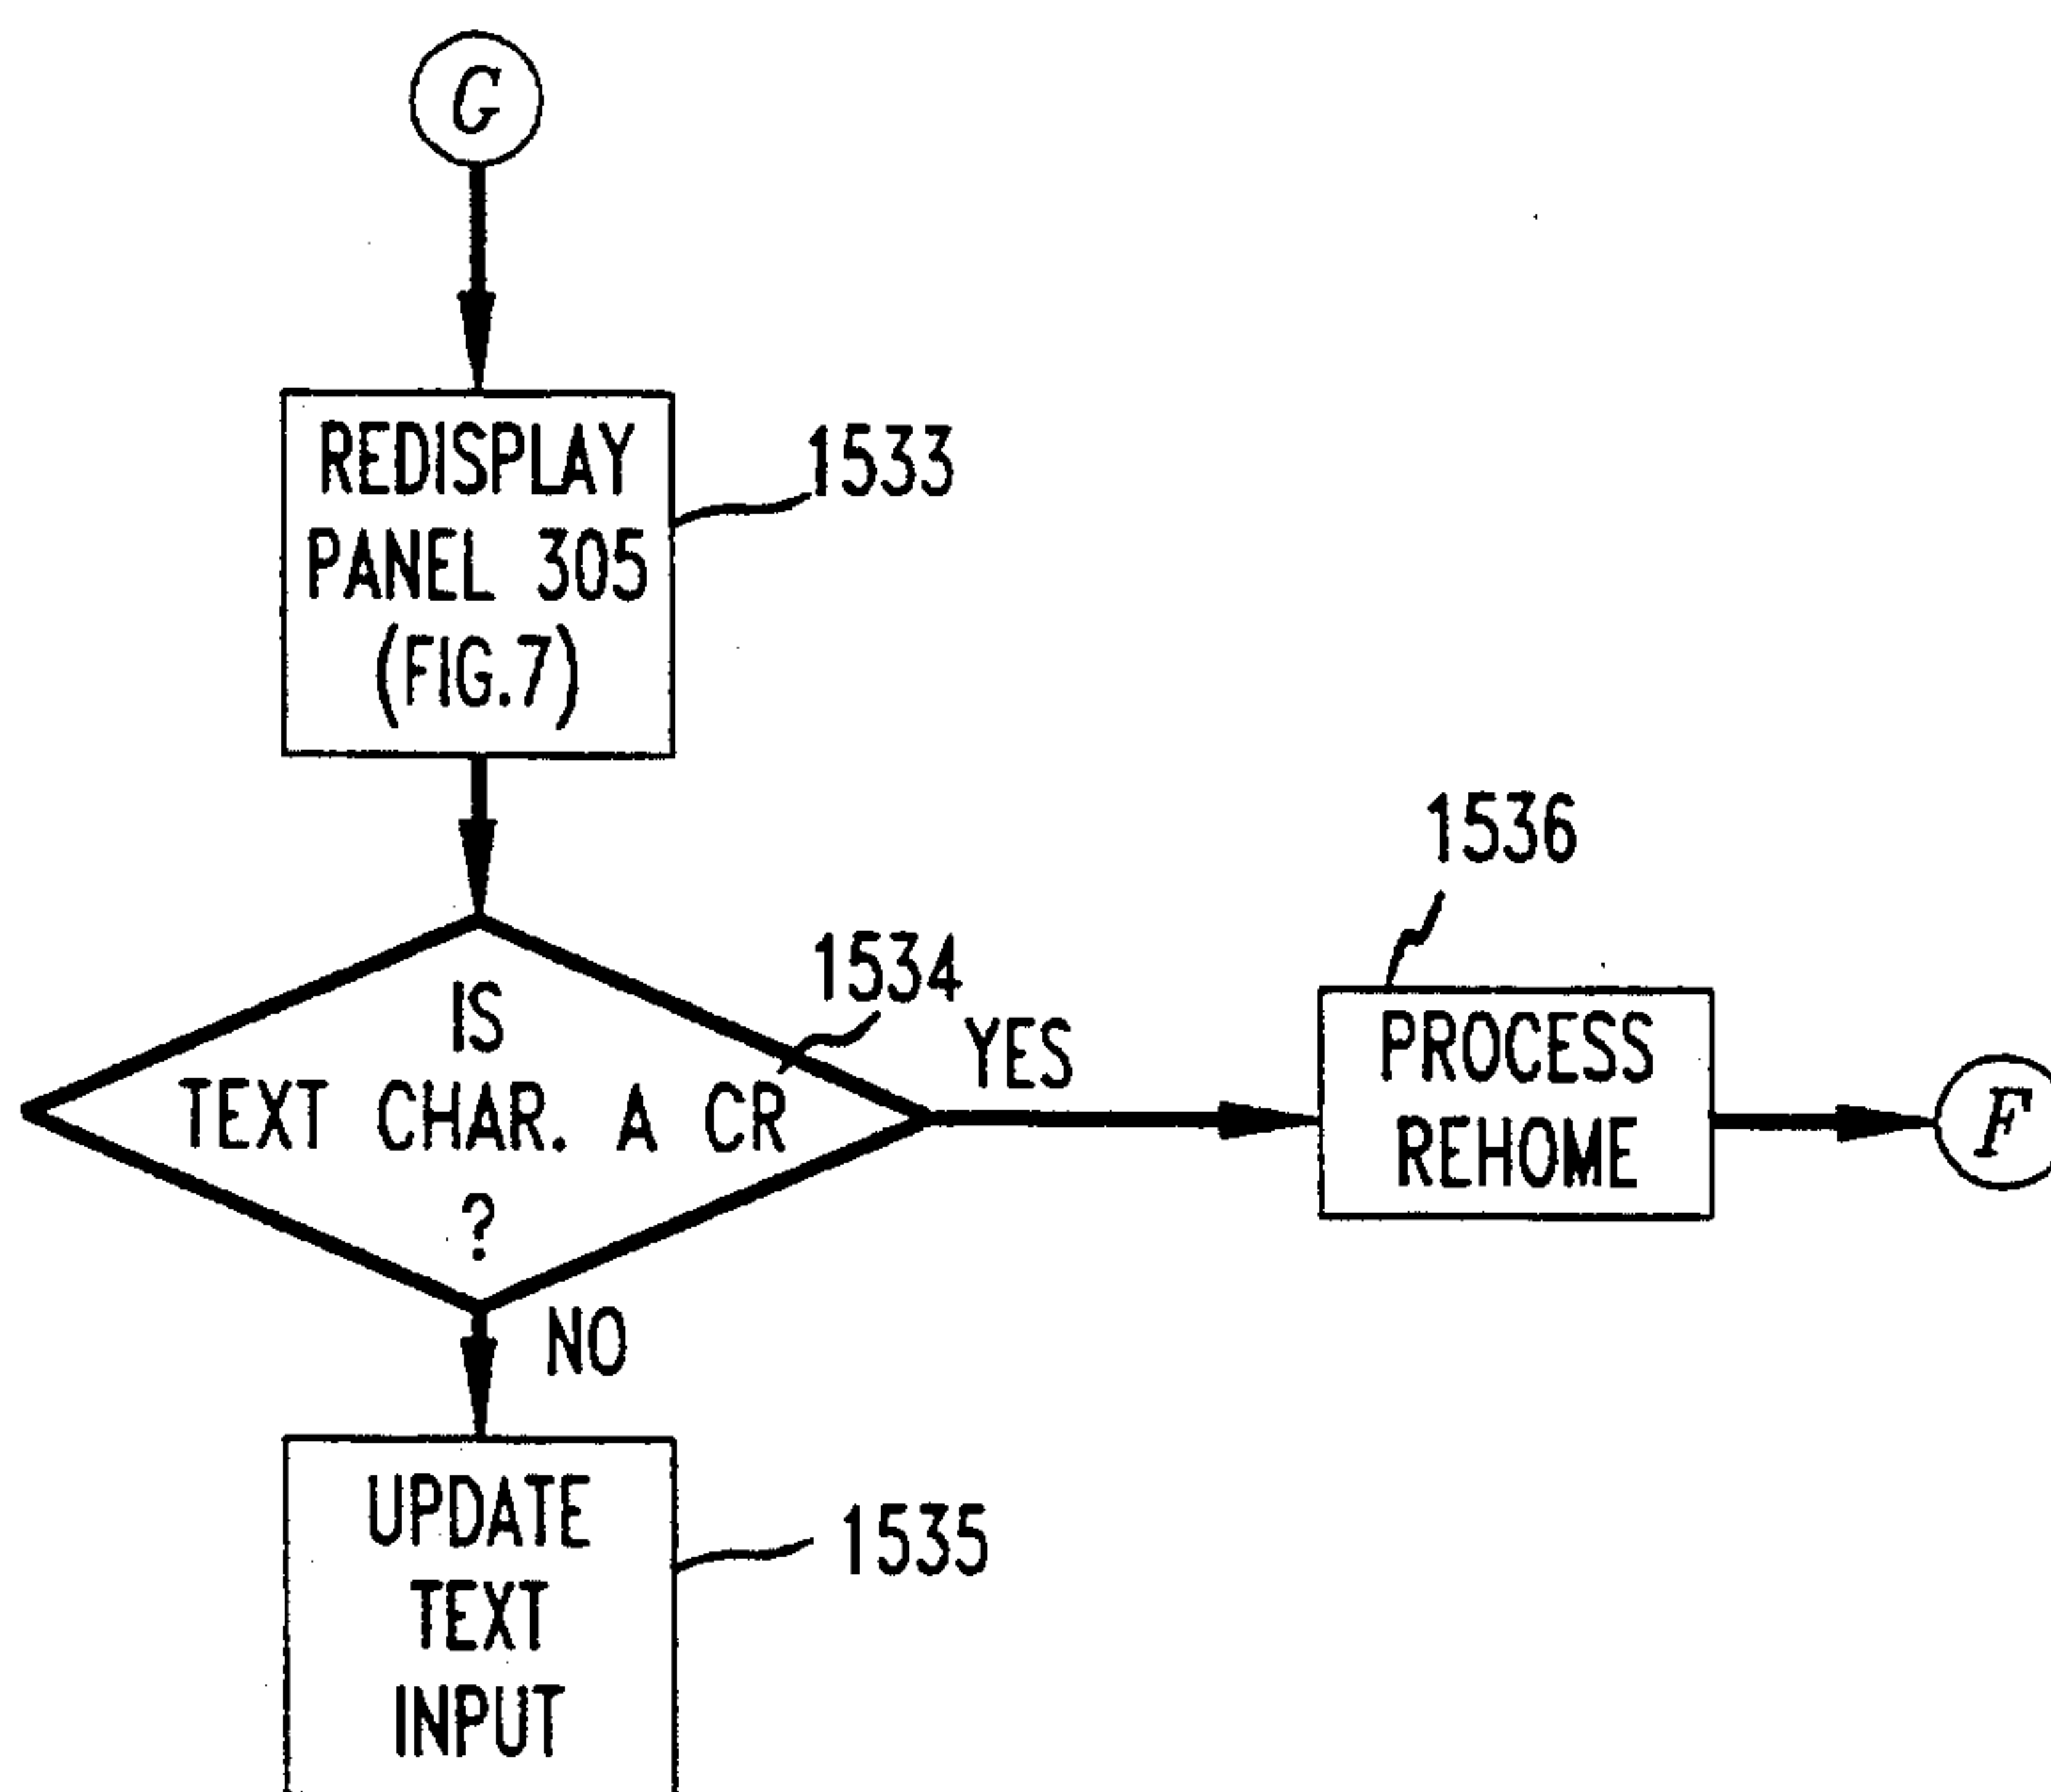 G
REDISPLAY
PANEL 305
(FIG.7)
1533
1536
IS
TEXT CHAR. A CR
?
1534
YES
PROCESS
REHOME
F
NO
UPDATE
TEXT
INPUT
1535